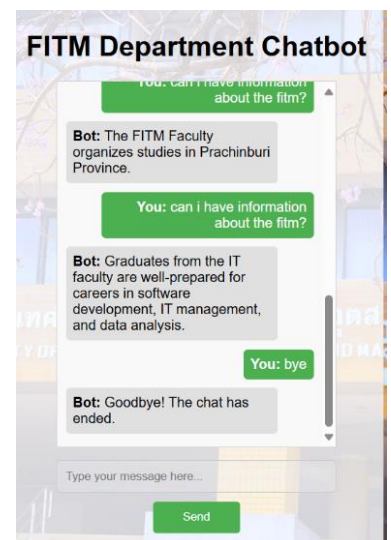 FITM Department Chatbot
You: can i have information
about the fitm?
Bot: The FITM Faculty
organizes studies in Prachinburi
Province.
You: can i have information
about the fitm?
Bot: Graduates from the IT
faculty are well-prepared for
careers in software
development, IT management,
and data analysis.
You: bye
Bot: Goodbye! The chat has
ended.
Type your message here...
Send